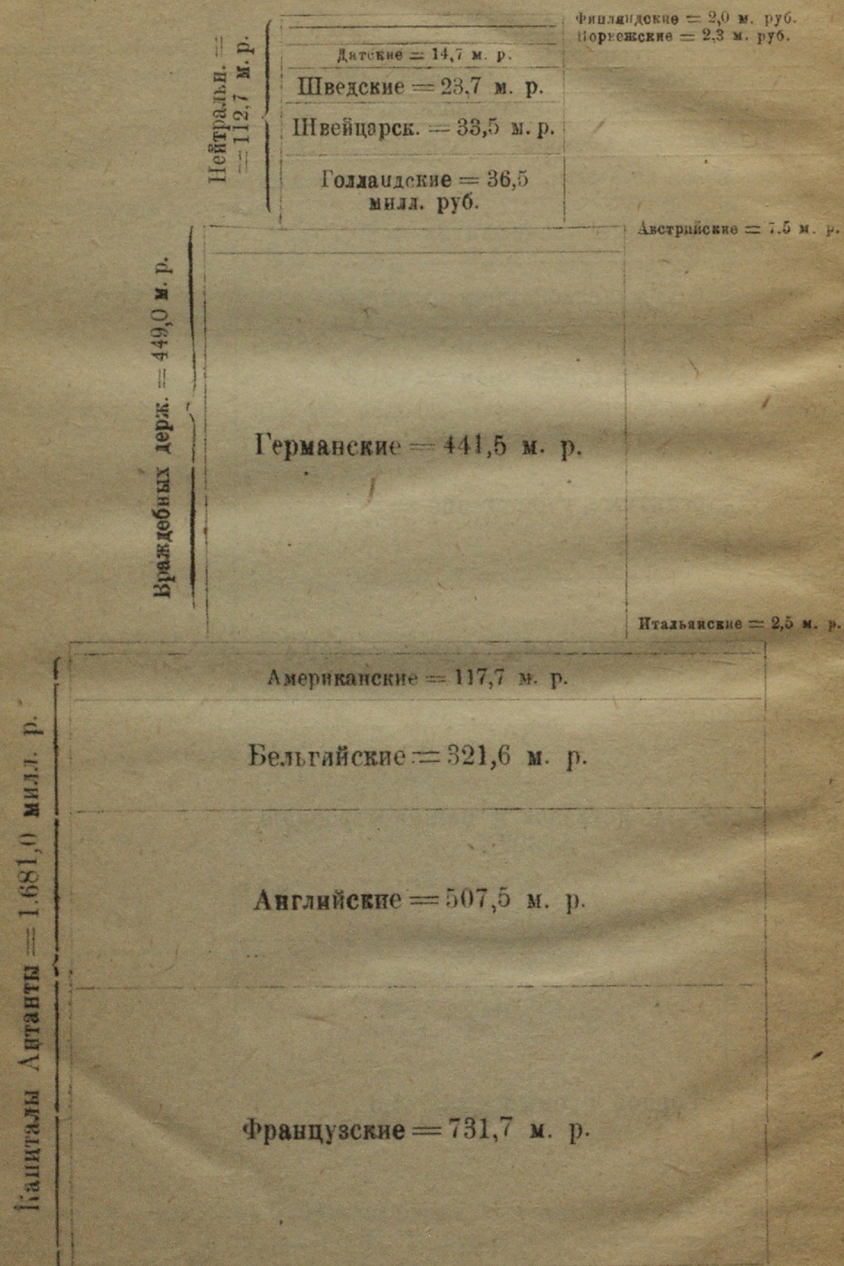 Финляндские = 2,0 м. руб.
Норвежские = 2,3 м. руб.
Нейтральн. =
= 112,7 м. р.
Датские = 14,7 м. р.
Шведские = 23,7 м. р.
Швейцарск. = 33,5 м. р.
Голландские = 36,5
милл. руб.
Австрийские = 7.5 м. р.
Враждебных держ. = 449,0 м. р.
Германские = 441,5 м. р.
Итальянские = 2,5 м. р.
Капиталы Антанты = 1.681,0 милл. р.
Американские = 117,7 м. р.
Бельгийские = 321,6 м. р.
Английские = 507,5 м. р.
Французские = 731,7 м. р.